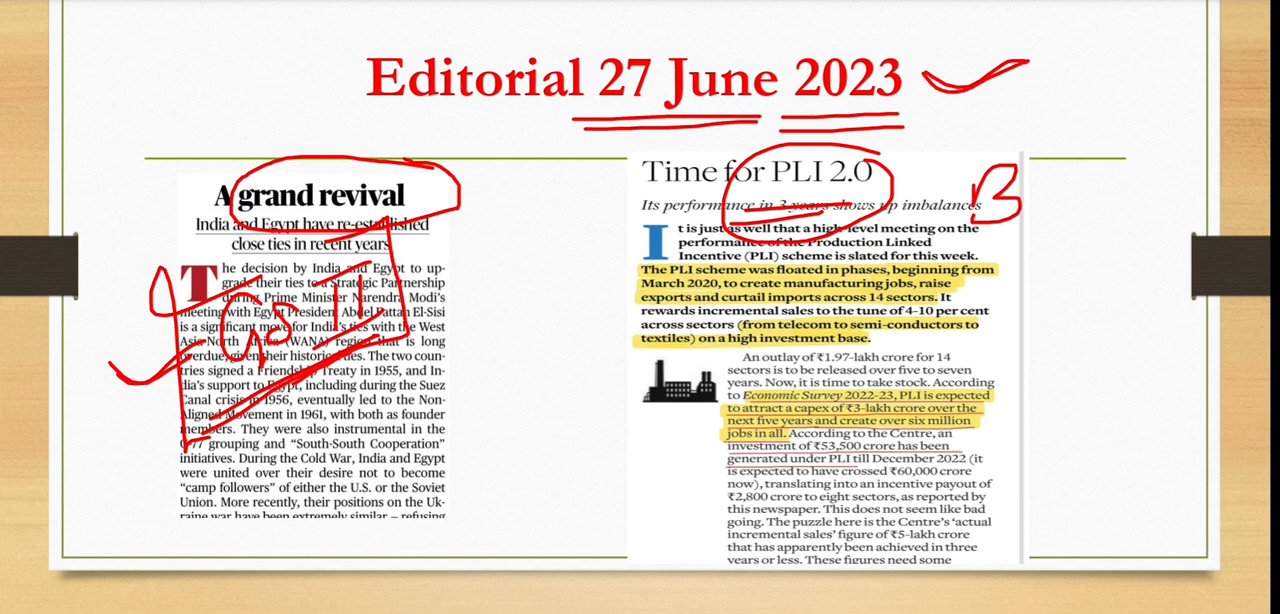 Editorial 27 June 2023
A grand revival
India and Egypt have re-established
close ties in recent years
The decision by India and Egypt to up-
grade their ties to a Strategic Partnership
during Prime Minister Narendra Modi's
meeting with Egypt President Abdel Fattah El-Sisi
is a significant move for India's ties with the West
Asia-North Africa (WANA) region that is long
overdue, given their historic ties. The two coun-
tries signed a Friendship Treaty in 1955, and In-
dia's support to Egypt, including during the Suez
Canal crisis in 1956, eventually led to the Non-
Aligned Movement in 1961, with both as founder
members. They were also instrumental in the
G-77 grouping and “South-South Cooperation”
initiatives. During the Cold War, India and Egypt
were united over their desire not to become
“camp followers” of either the U.S. or the Soviet
Union. More recently, their positions on the Uk-
raine war have been extremely similar — refusing
GS II
Time for PLI 2.0
Its performance in 3 years shows up imbalances
B
It is just as well that a high-level meeting on the
performance of the Production Linked
Incentive (PLI) scheme is slated for this week.
The PLI scheme was floated in phases, beginning from
March 2020, to create manufacturing jobs, raise
exports and curtail imports across 14 sectors. It
rewards incremental sales to the tune of 4-10 per cent
across sectors (from telecom to semi-conductors to
textiles) on a high investment base.
An outlay of ₹1.97-lakh crore for 14
sectors is to be released over five to seven
years. Now, it is time to take stock. According
to Economic Survey 2022-23, PLI is expected
to attract a capex of ₹3-lakh crore over the
next five years and create over six million
jobs in all. According to the Centre, an
investment of ₹53,500 crore has been
generated under PLI till December 2022 (it
is expected to have crossed ₹60,000 crore
now), translating into an incentive payout of
₹2,800 crore to eight sectors, as reported by
this newspaper. This does not seem like bad
going. The puzzle here is the Centre's ‘actual
incremental sales’ figure of ₹5-lakh crore
that has apparently been achieved in three
years or less. These figures need some